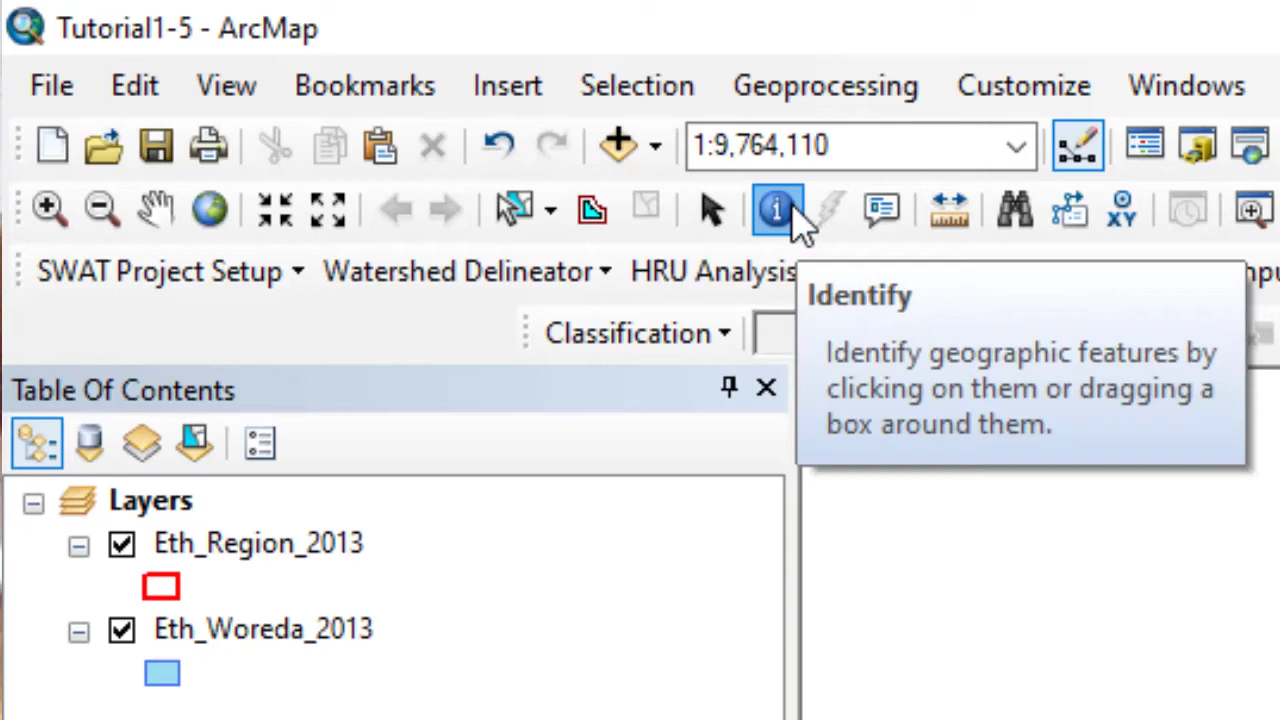 Tutorial1-5 - ArcMap
File Edit View Bookmarks Insert Selection Geoprocessing Customize Windows
1:9,764,110
XY
SWAT Project Setup Watershed Delineator HRU Analysis
Identify
Identify geographic features by
clicking on them or dragging a
box around them.
Classification
Table Of Contents
Layers
Eth_Region_2013
Eth_Woreda_2013